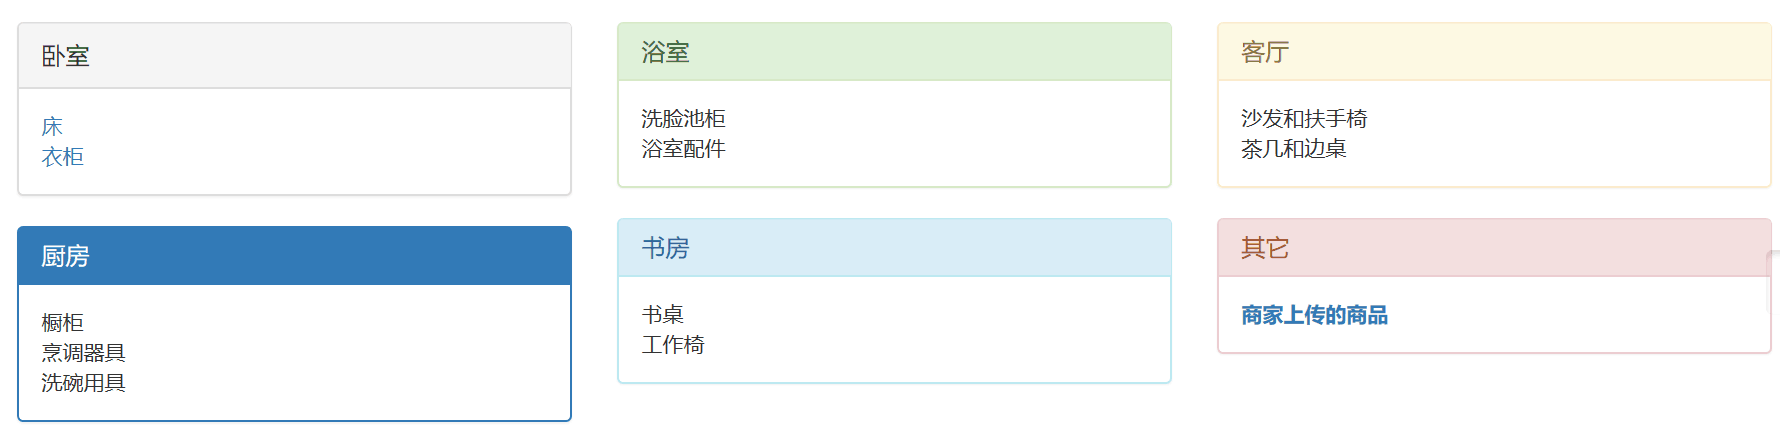 卧室
床
衣柜
厨房
橱柜
烹调器具
洗碗用具
浴室
洗脸池柜
浴室配件
书房
书桌
工作椅
客厅
沙发和扶手椅
茶几和边桌
其它
商家上传的商品